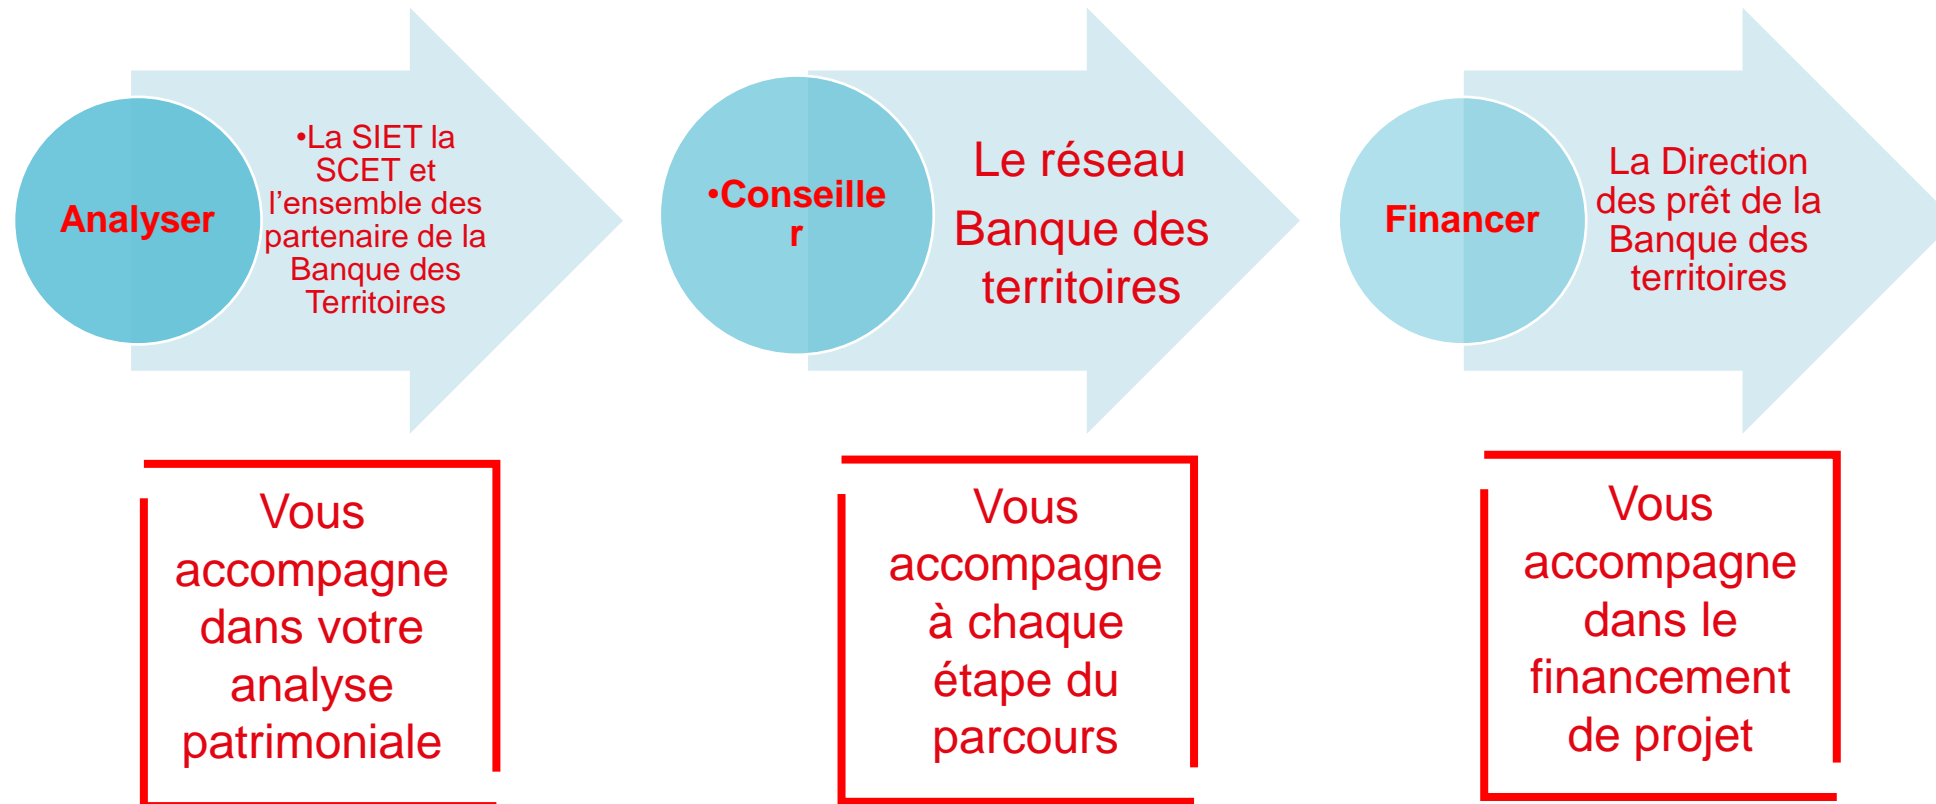 Analyser
•La SIET la
SCET et
l’ensemble des
partenaire de la
Banque des
Territoires
Vous
accompagne
dans votre
analyse
patrimoniale
•Conseille
r
Le réseau
Banque des
territoires
Vous
accompagne
à chaque
étape du
parcours
Financer
La Direction
des prêt de la
Banque des
territoires
Vous
accompagne
dans le
financement
de projet